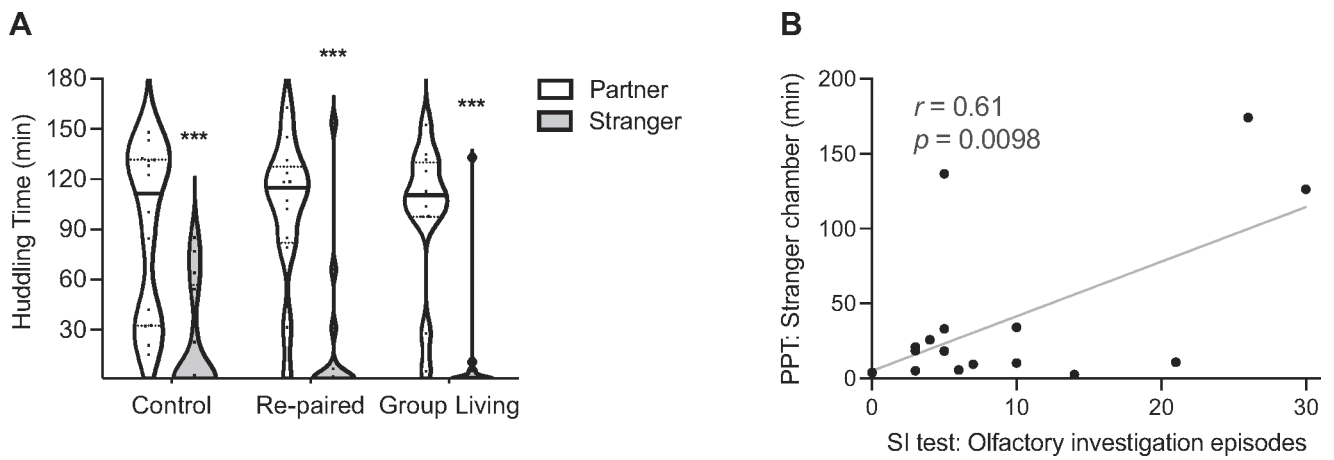 A
Huddling Time (min)
180
150
120
90
60
30
***
***
***
Control
Re-paired
Group Living
Partner
Stranger
B
PPT: Stranger chamber (min)
200
150
100
50
0
r = 0.61
p = 0.0098
0
10
20
30
SI test: Olfactory investigation episodes